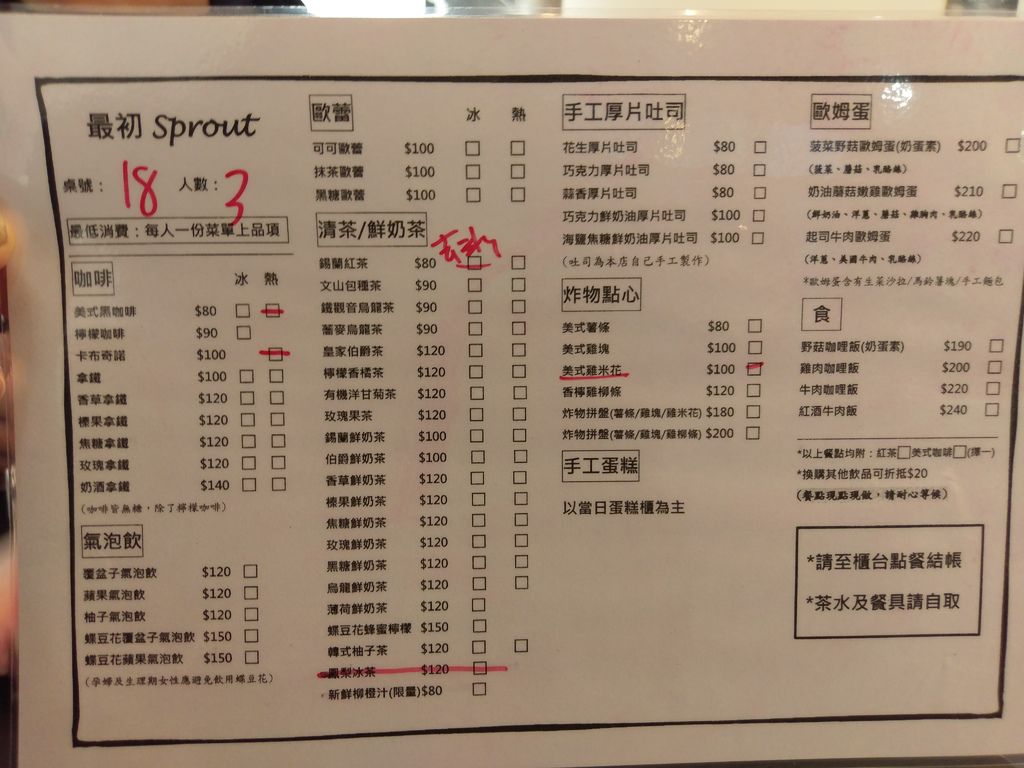 最初 Sprout
桌號： 18 人數： 3
最低消費：每人一份菜單上品項
咖啡 冰 熱
美式黑咖啡 $80 □ □
檸檬咖啡 $90 □
卡布奇諾 $100 □
拿鐵 $100 □ □
香草拿鐵 $120 □ □
榛果拿鐵 $120 □ □
焦糖拿鐵 $120 □ □
玫瑰拿鐵 $120 □ □
奶酒拿鐵 $140 □ □
(咖啡皆無糖，除了檸檬咖啡)
氣泡飲
覆盆子氣泡飲 $120 □
蘋果氣泡飲 $120 □
柚子氣泡飲 $120 □
蝶豆花覆盆子氣泡飲 $150 □
蝶豆花蘋果氣泡飲 $150 □
(孕婦及生理期女性應避免飲用蝶豆花)
歐蕾 冰 熱
可可歐蕾 $100 □ □
抹茶歐蕾 $100 □ □
黑糖歐蕾 $100 □ □
清茶/鮮奶茶
去冰
錫蘭紅茶 $80 □ □
文山包種茶 $90 □ □
鐵觀音烏龍茶 $90 □ □
蕎麥烏龍茶 $90 □ □
皇家伯爵茶 $120 □ □
檸檬香橘茶 $120 □ □
有機洋甘菊茶 $120 □ □
玫瑰果茶 $120 □ □
錫蘭鮮奶茶 $100 □ □
伯爵鮮奶茶 $100 □ □
香草鮮奶茶 $120 □ □
榛果鮮奶茶 $120 □ □
焦糖鮮奶茶 $120 □ □
玫瑰鮮奶茶 $120 □ □
黑糖鮮奶茶 $120 □ □
烏龍鮮奶茶 $120 □ □
薄荷鮮奶茶 $120 □
蝶豆花蜂蜜檸檬 $150 □
韓式柚子茶 $120 □ □
鳳梨冰茶 $120 □
新鮮柳橙汁(限量)$80 □
手工厚片吐司
花生厚片吐司 $80 □
巧克力厚片吐司 $80 □
蒜香厚片吐司 $80 □
巧克力鮮奶油厚片吐司 $100 □
海鹽焦糖鮮奶油厚片吐司 $100 □
(吐司為本店自己手工製作)
炸物點心
美式薯條 $80 □
美式雞塊 $100 □
美式雞米花 $100 □
香檸雞柳條 $120 □
炸物拼盤(薯條/雞塊/雞米花) $180 □
炸物拼盤(薯條/雞塊/雞柳條) $200 □
手工蛋糕
以當日蛋糕櫃為主
歐姆蛋
菠菜野菇歐姆蛋(奶蛋素) $200 □
(菠菜、蘑菇、乳酪絲)
奶油蘑菇嫩雞歐姆蛋 $210 □
(鮮奶油、洋蔥、蘑菇、雞胸肉、乳酪絲)
起司牛肉歐姆蛋 $220 □
(洋蔥、美國牛肉、乳酪絲)
*歐姆蛋含有生菜沙拉/馬鈴薯塊/手工麵包
食
野菇咖哩飯(奶蛋素) $190 □
雞肉咖哩飯 $200 □
牛肉咖哩飯 $220 □
紅酒牛肉飯 $240 □
*以上餐點均附：紅茶□美式咖啡□(擇一)
*換購其他飲品可折抵$20
(餐點現點現做，請耐心等候)
*請至櫃台點餐結帳
*茶水及餐具請自取